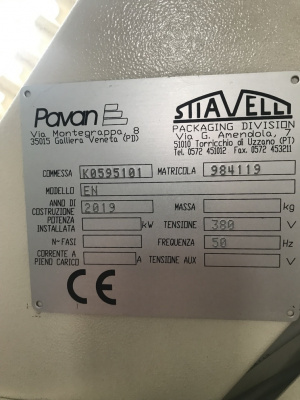 Pavan
Via Montegrappa, 8
35015 Galliera Veneta (PD)
STIAVELLI
PACKAGING DIVISION
Via G. Amendola, 7
51010 Torricchio di Uzzano (PT)
Tel. 0572 451012 Fax. 0572 453211
COMMESSA K0595101 MATRICOLA 984119
MODELLO EN
ANNO DI COSTRUZIONE 2019 MASSA kg
POTENZA INSTALLATA kW TENSIONE 380 V
N° FASI FREQUENZA 50 Hz
CORRENTE A PIENO CARICO A TENSIONE AUX V
CE